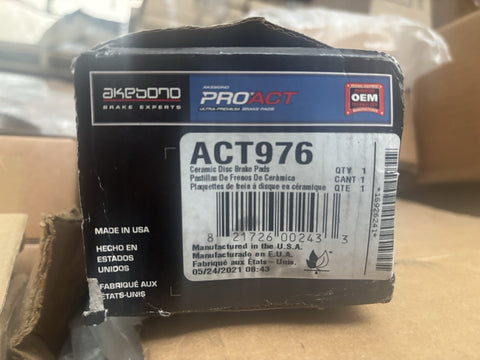 akebono
BRAKE EXPERTS
AKEBONO
PRO·ACT
ULTRA-PREMIUM BRAKE PADS
OEM
ACT976
Ceramic Disc Brake Pads QTY 1
Pastillas De Frenos De Cerámica CANT 1
Plaquettes de frein à disque en céramique QTE 1
8 21726 00243 3
Manufactured in the U.S.A.
Manufacturado en E.U.A.
Fabriqué aux États - Unis.
05/24/2021 08:43
MADE IN USA
HECHO EN
ESTADOS
UNIDOS
FABRIQUÉ AUX
ÉTATS-UNIS